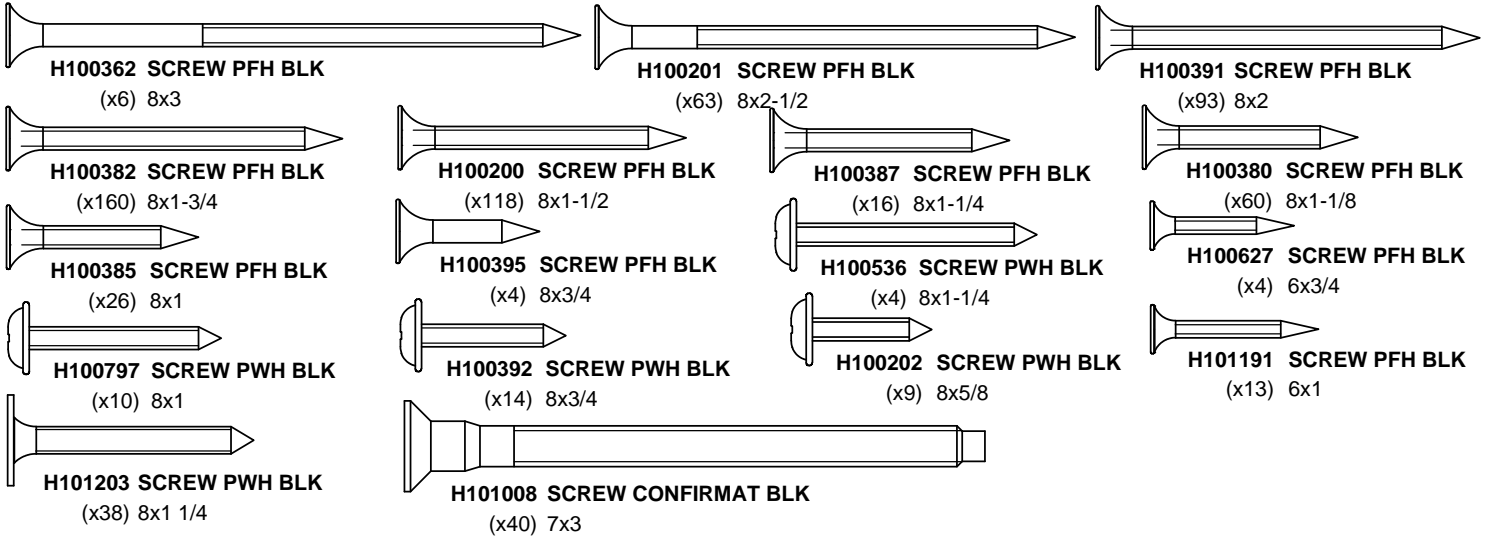 H100362 SCREW PFH BLK
(x6) 8x3
H100201 SCREW PFH BLK
(x63) 8x2-1/2
H100391 SCREW PFH BLK
(x93) 8x2
H100382 SCREW PFH BLK
(x160) 8x1-3/4
H100200 SCREW PFH BLK
(x118) 8x1-1/2
H100387 SCREW PFH BLK
(x16) 8x1-1/4
H100380 SCREW PFH BLK
(x60) 8x1-1/8
H100385 SCREW PFH BLK
(x26) 8x1
H100395 SCREW PFH BLK
(x4) 8x3/4
H100536 SCREW PWH BLK
(x4) 8x1-1/4
H100627 SCREW PFH BLK
(x4) 6x3/4
H100797 SCREW PWH BLK
(x10) 8x1
H100392 SCREW PWH BLK
(x14) 8x3/4
H100202 SCREW PWH BLK
(x9) 8x5/8
H101191 SCREW PFH BLK
(x13) 6x1
H101203 SCREW PWH BLK
(x38) 8x1 1/4
H101008 SCREW CONFIRMAT BLK
(x40) 7x3